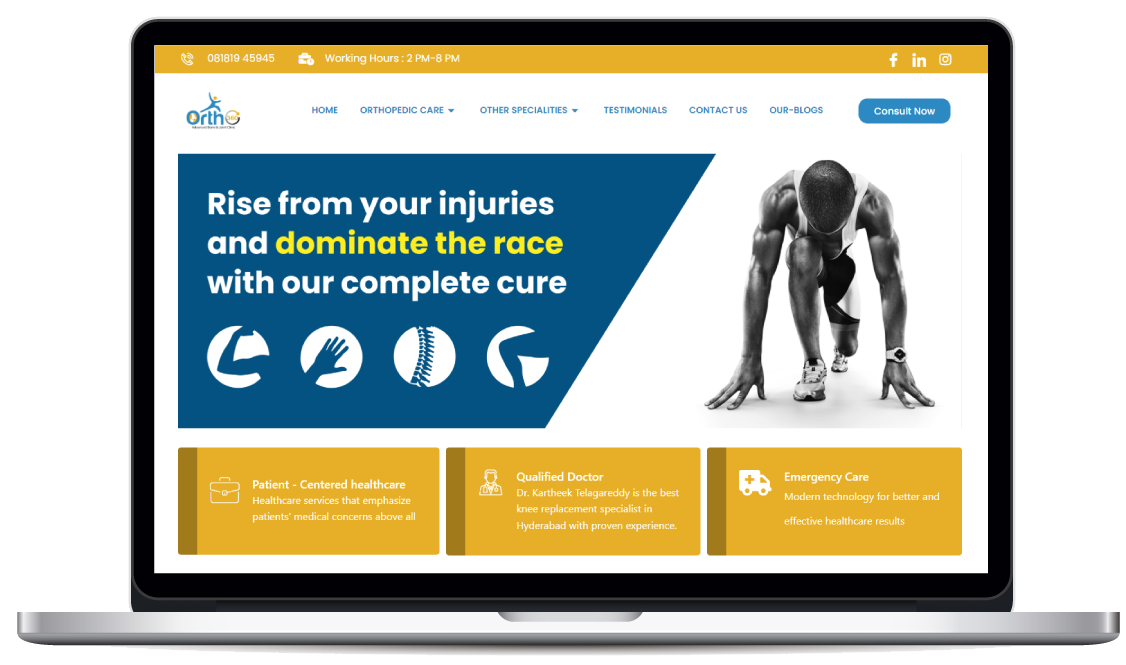 081819 45945
Working Hours : 2 PM-8 PM
Ortho
HOME
ORTHOPEDIC CARE
OTHER SPECIALITIES
TESTIMONIALS
CONTACT US
OUR-BLOGS
Consult Now
Rise from your injuries
and dominate the race
with our complete cure
Patient - Centered healthcare
Healthcare services that emphasize
patients' medical concerns above all
Qualified Doctor
Dr. Kartheek Telagareddy is the best
knee replacement specialist in
Hyderabad with proven experience.
Emergency Care
Modern technology for better and
effective healthcare results